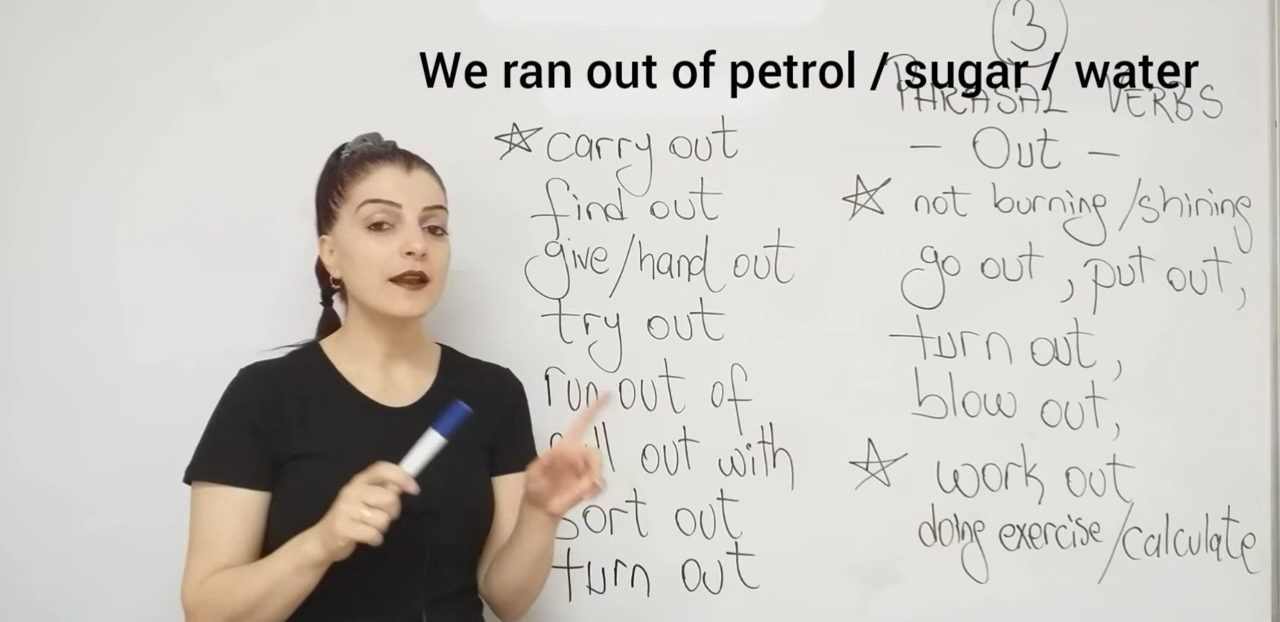 We ran out of petrol / sugar / water
3
PHRASAL VERBS
- Out -
☆ carry out
find out
give/hand out
try out
run out of
out with
sort out
turn out
☆ not burning/shining
go out, put out,
turn out,
blow out,
☆ work out
doing exercise/calculate